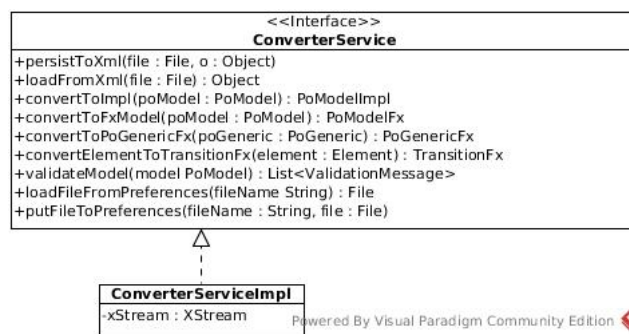 <<Interface>>
ConverterService
+persistToXml(file : File, o : Object)
+loadFromXml(file : File) : Object
+convertToImpl(poModel : PoModel) : PoModelImpl
+convertToFxModel(poModel : PoModel) : PoModelFx
+convertToPoGenericFx(poGeneric : PoGeneric) : PoGenericFx
+convertElementToTransitionFx(element : Element) : TransitionFx
+validateModel(model PoModel) : List<ValidationMessage>
+loadFileFromPreferences(fileName String) : File
+putFileToPreferences(fileName : String, file : File)
ConverterServiceImpl
-xStream : XStream
Powered By Visual Paradigm Community Edition